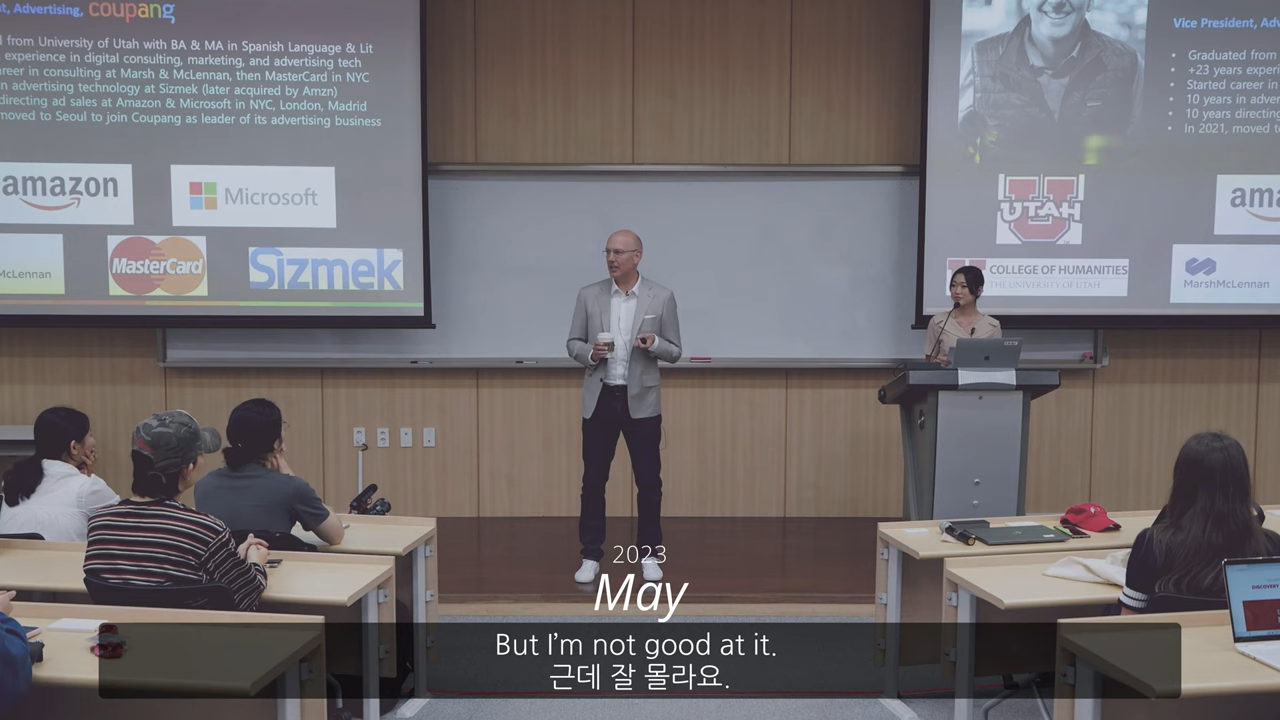 t, Advertising, coupang
from University of Utah with BA & MA in Spanish Language & Lit
experience in digital consulting, marketing, and advertising tech
areer in consulting at Marsh & McLennan, then MasterCard in NYC
n advertising technology at Sizmek (later acquired by Amzn)
directing ad sales at Amazon & Microsoft in NYC, London, Madrid
moved to Seoul to join Coupang as leader of its advertising business
amazon
Microsoft
McLennan
MasterCard
Sizmek
Vice President, Adv
• Graduated from
• +23 years experi
• Started career in
• 10 years in adver
• 10 years directing
• In 2021, moved to
UTAH
ama
COLLEGE OF HUMANITIES
THE UNIVERSITY OF UTAH
MarshMcLennan
DISCOVERY
2023
May
But I'm not good at it.
근데 잘 몰라요.